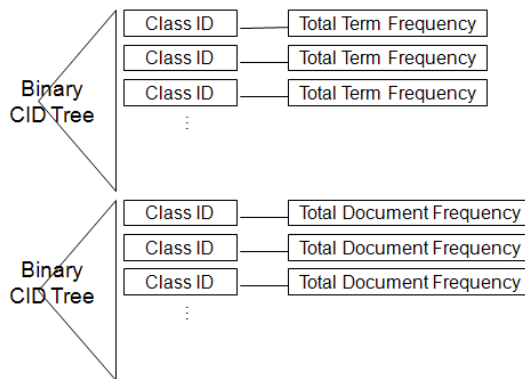 Class ID Total Term Frequency
Class ID Total Term Frequency
Binary
CID Tree
Class ID Total Term Frequency
⋮
Class ID Total Document Frequency
Class ID Total Document Frequency
Binary
CID Tree
Class ID Total Document Frequency
⋮